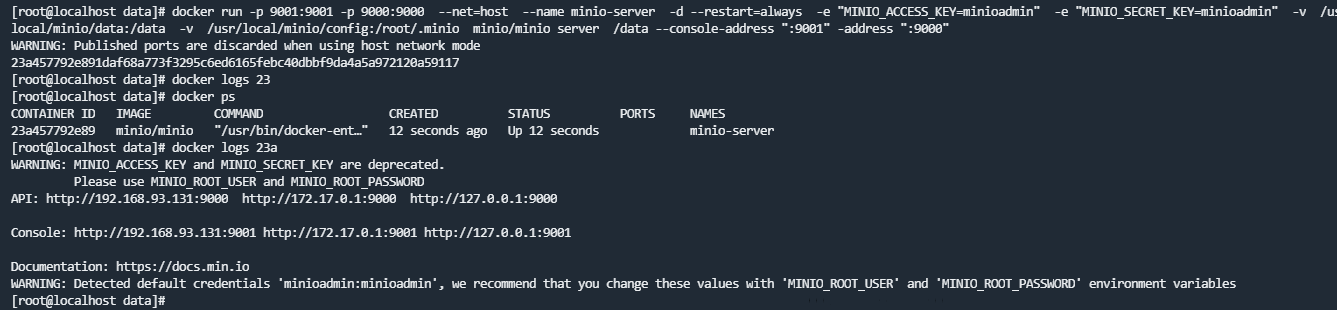 [root@localhost data]# docker run -p 9001:9001 -p 9000:9000  --net=host  --name minio-server  -d --restart=always  -e "MINIO_ACCESS_KEY=minioadmin"  -e "MINIO_SECRET_KEY=minioadmin"  -v  /us
local/minio/data:/data  -v  /usr/local/minio/config:/root/.minio  minio/minio server  /data --console-address ":9001" -address ":9000"
WARNING: Published ports are discarded when using host network mode
23a457792e891daf68a773f3295c6ed6165febc40dbbf9da4a5a972120a59117
[root@localhost data]# docker logs 23
[root@localhost data]# docker ps
CONTAINER ID   IMAGE         COMMAND                  CREATED          STATUS          PORTS     NAMES
23a457792e89   minio/minio   "/usr/bin/docker-ent…"   12 seconds ago   Up 12 seconds             minio-server
[root@localhost data]# docker logs 23a
WARNING: MINIO_ACCESS_KEY and MINIO_SECRET_KEY are deprecated.
         Please use MINIO_ROOT_USER and MINIO_ROOT_PASSWORD
API: http://192.168.93.131:9000  http://172.17.0.1:9000  http://127.0.0.1:9000
Console: http://192.168.93.131:9001 http://172.17.0.1:9001 http://127.0.0.1:9001
Documentation: https://docs.min.io
WARNING: Detected default credentials 'minioadmin:minioadmin', we recommend that you change these values with 'MINIO_ROOT_USER' and 'MINIO_ROOT_PASSWORD' environment variables
[root@localhost data]#